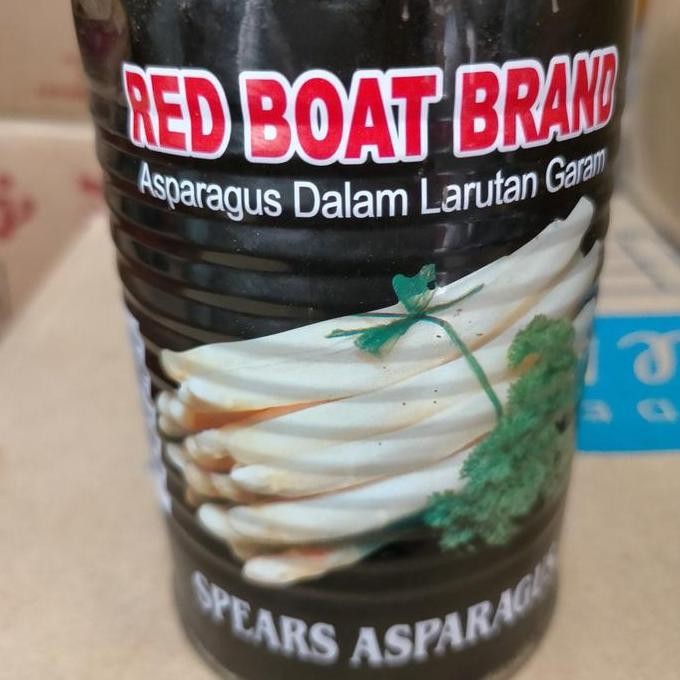 RED BOAT BRAND
Asparagus Dalam Larutan Garam
SPEARS ASPARAGUS